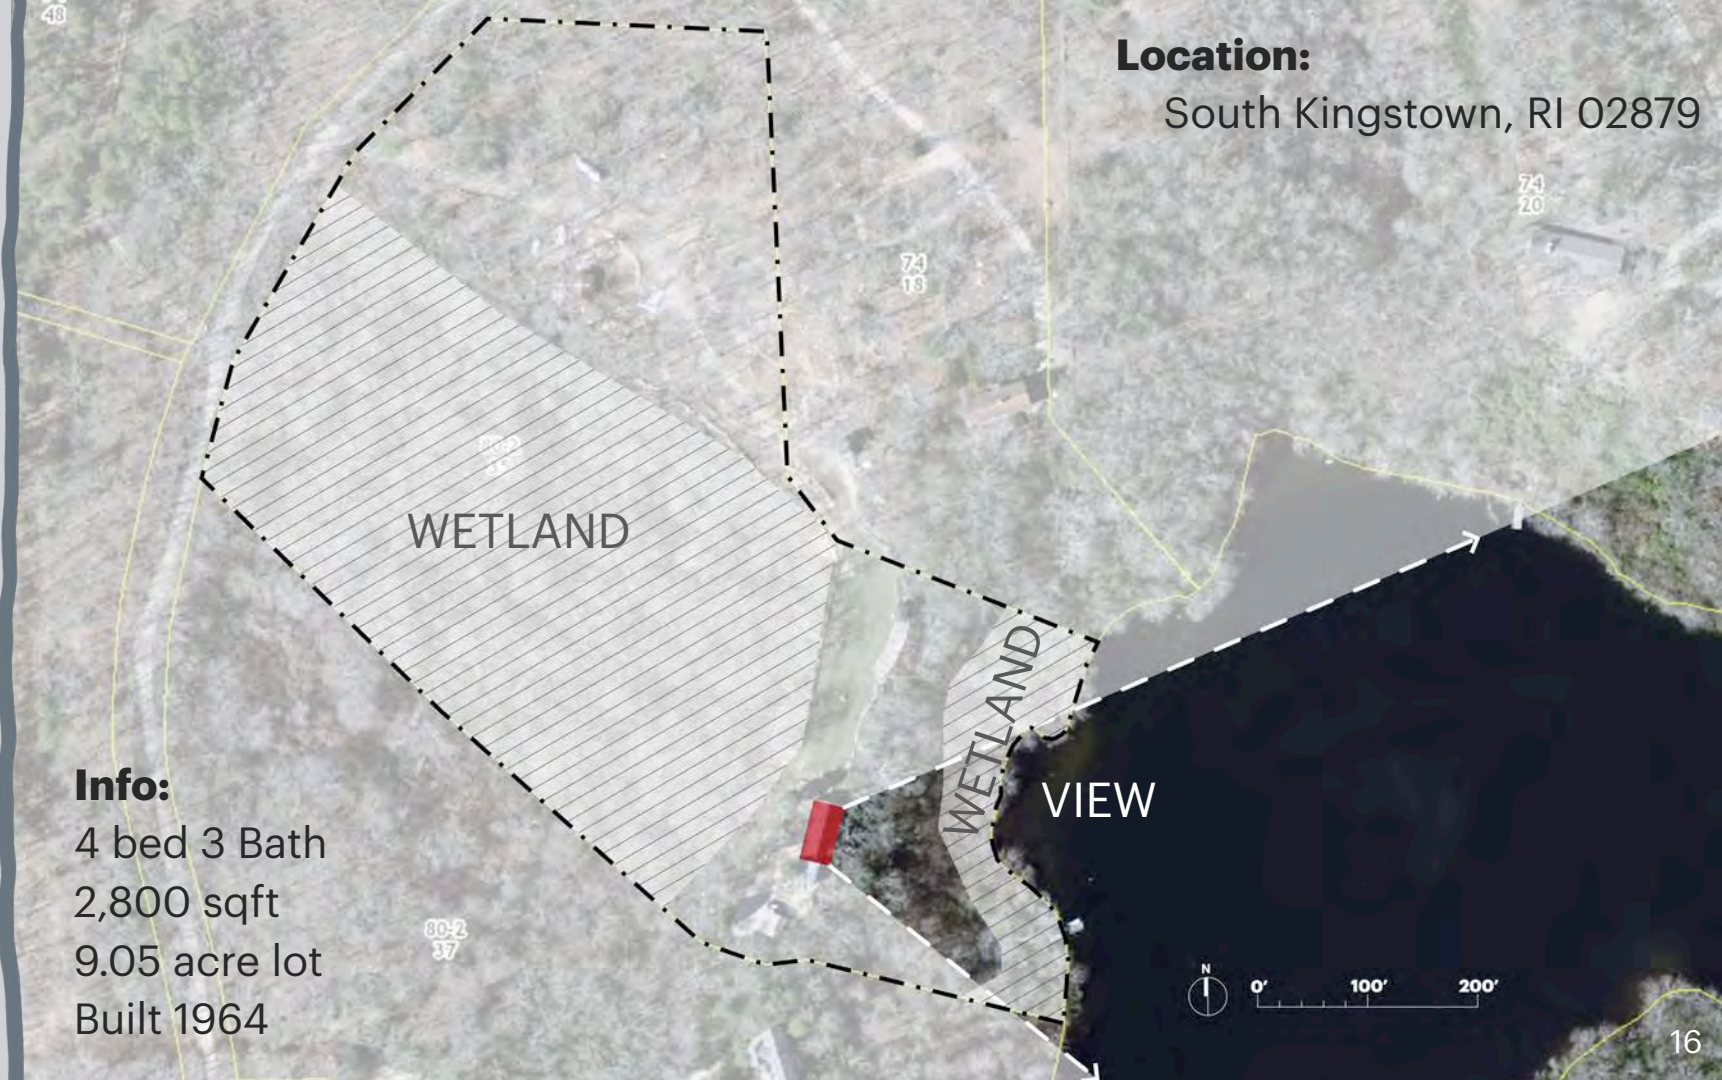 48
Location:
South Kingstown, RI 02879
74
20
74
18
WETLAND
WETLAND
VIEW
Info:
4 bed 3 Bath
2,800 sqft
9.05 acre lot
Built 1964
80-2
37
N
0' 100' 200'
16